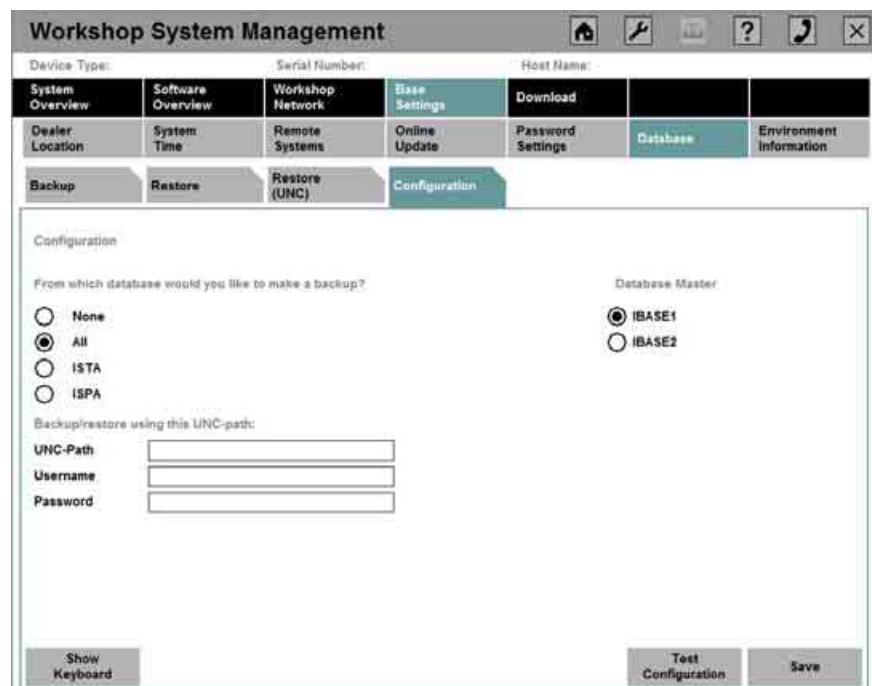 Workshop System Management
?
Device Type: Serial Number: Host Name:
System Overview Software Overview Workshop Network Base Settings Download
Dealer Location System Time Remote Systems Online Update Password Settings Database Environment Information
Backup Restore Restore (UNC) Configuration
Configuration
From which database would you like to make a backup? Database Master
None IBASE1
All IBASE2
ISTA
ISPA
Backup/restore using this UNC-path:
UNC-Path
Username
Password
Show Keyboard Test Configuration Save